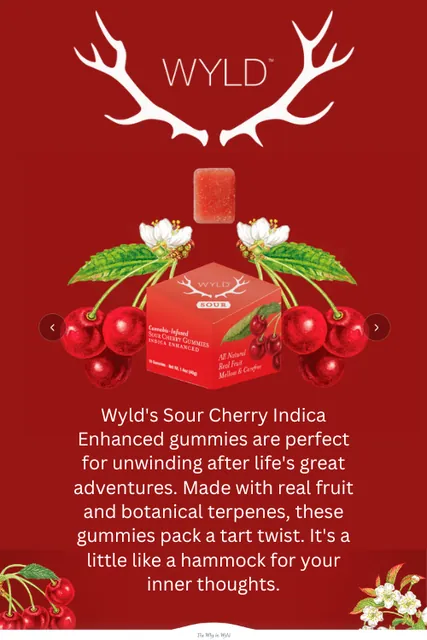 WYLD™
WYLD
SOUR
Cannabis-Infused
SOUR CHERRY GUMMIES
INDICA ENHANCED
All Natural
Real Fruit
Mellow & Carefree
Wyld's Sour Cherry Indica
Enhanced gummies are perfect
for unwinding after life's great
adventures. Made with real fruit
and botanical terpenes, these
gummies pack a tart twist. It's a
little like a hammock for your
inner thoughts.